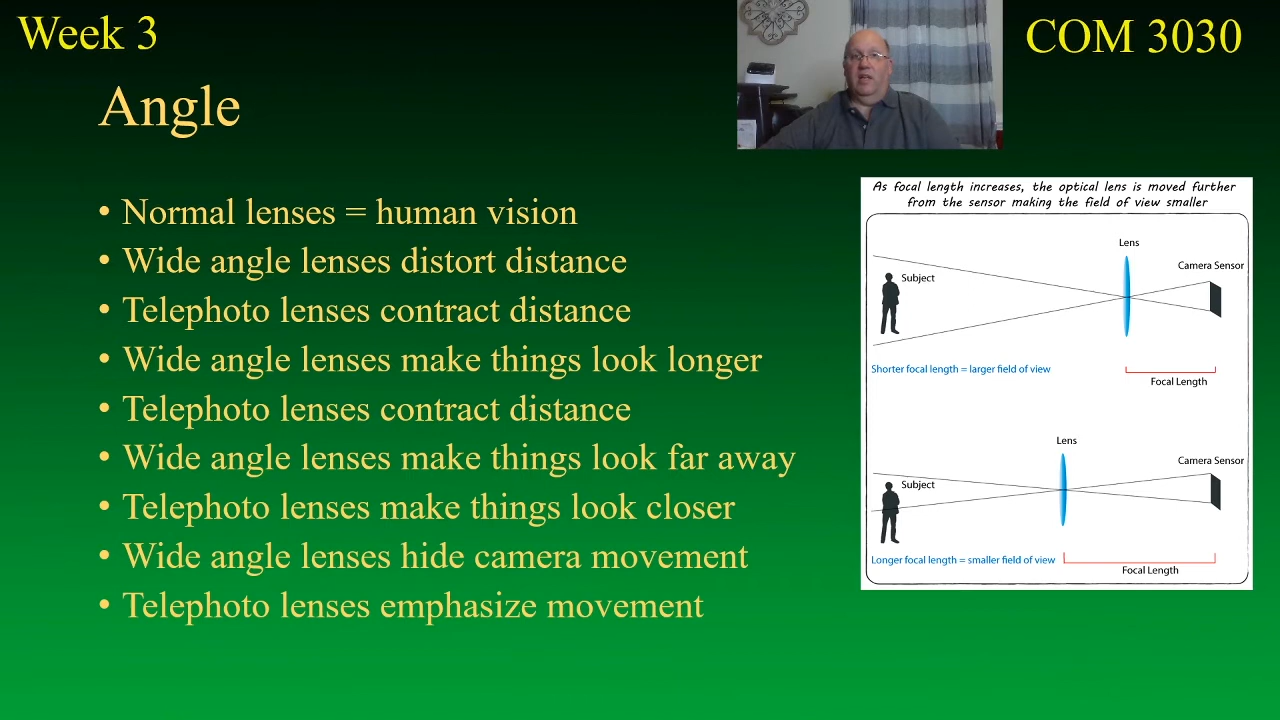 Week 3
COM 3030
Angle
• Normal lenses = human vision
• Wide angle lenses distort distance
• Telephoto lenses contract distance
• Wide angle lenses make things look longer
• Telephoto lenses contract distance
• Wide angle lenses make things look far away
• Telephoto lenses make things look closer
• Wide angle lenses hide camera movement
• Telephoto lenses emphasize movement
As focal length increases, the optical lens is moved further
from the sensor making the field of view smaller
Lens
Camera Sensor
Subject
Shorter focal length = larger field of view
Focal Length
Lens
Camera Sensor
Subject
Longer focal length = smaller field of view
Focal Length